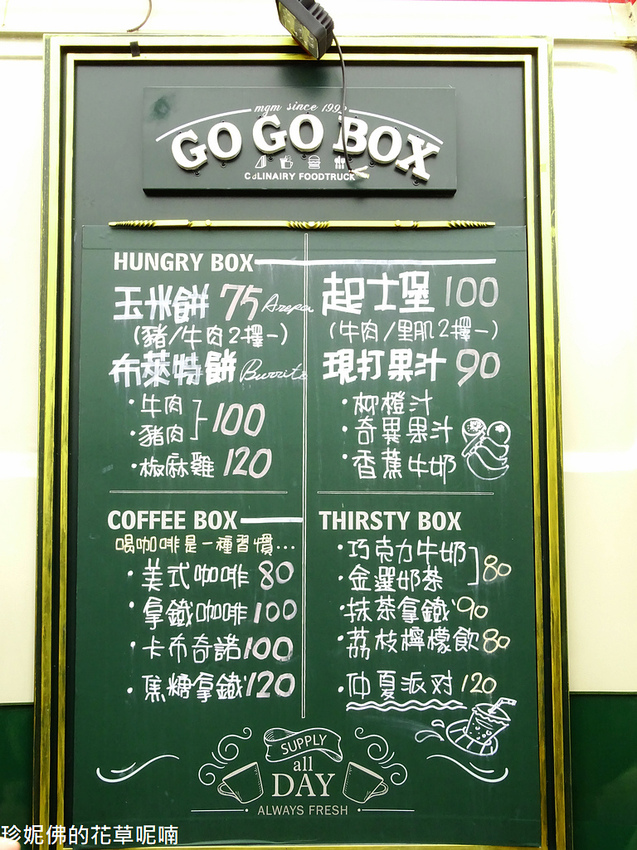 mgm since 1992
GO GO BOX
CULINAIRY FOODTRUCK
HUNGRY BOX
玉米餅 75 Arepa
(豬/牛肉2擇一)
布萊特餅 Burrito
·牛肉
·豬肉
100
·椒麻雞 120
起士堡 100
(牛肉/里肌2擇一)
現打果汁 90
·柳橙汁
·奇異果汁
·香蕉牛奶
COFFEE BOX
喝咖啡是一種習慣...
·美式咖啡 80
·拿鐵咖啡 100
·卡布奇諾 100
·焦糖拿鐵 120
THIRSTY BOX
·巧克力牛奶
·金選奶茶
80
·抹茶拿鐵 90
·荔枝檸檬飲 80
·仲夏派对 120
SUPPLY
all
DAY
ALWAYS FRESH
珍妮佛的花草呢喃